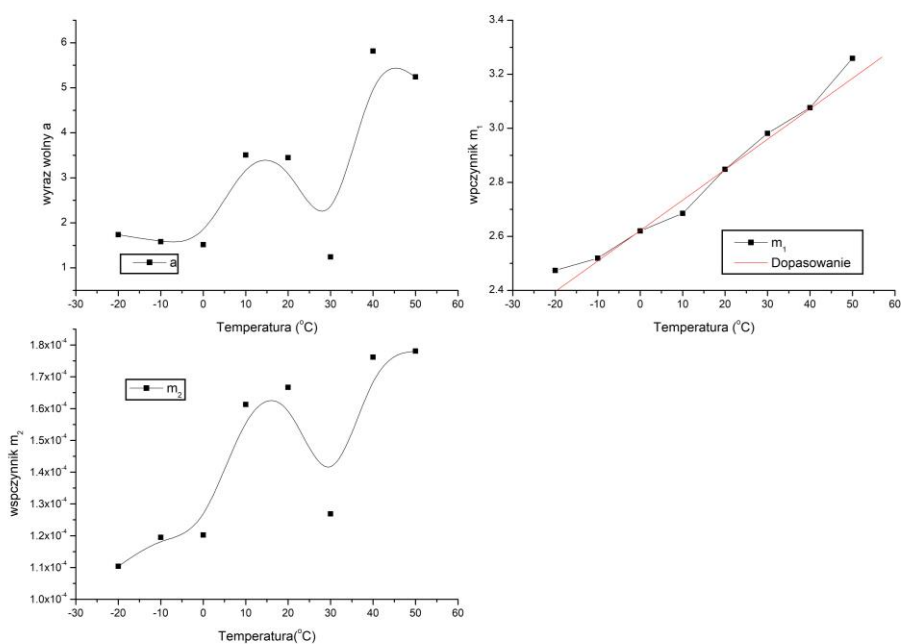 6
5
4
3
2
1
wyraz wolny a
a
-30 -20 -10 0 10 20 30 40 50 60
Temperatura (°C)
3.4
3.2
3.0
2.8
2.6
2.4
wpczynnik m₁
m₁
Dopasowanie
-30 -20 -10 0 10 20 30 40 50 60
Temperatura (°C)
1.8x10⁻⁴
1.7x10⁻⁴
1.6x10⁻⁴
1.5x10⁻⁴
1.4x10⁻⁴
1.3x10⁻⁴
1.2x10⁻⁴
1.1x10⁻⁴
1.0x10⁻⁴
wspczynnik m₂
m₂
-30 -20 -10 0 10 20 30 40 50 60
Temperatura(°C)